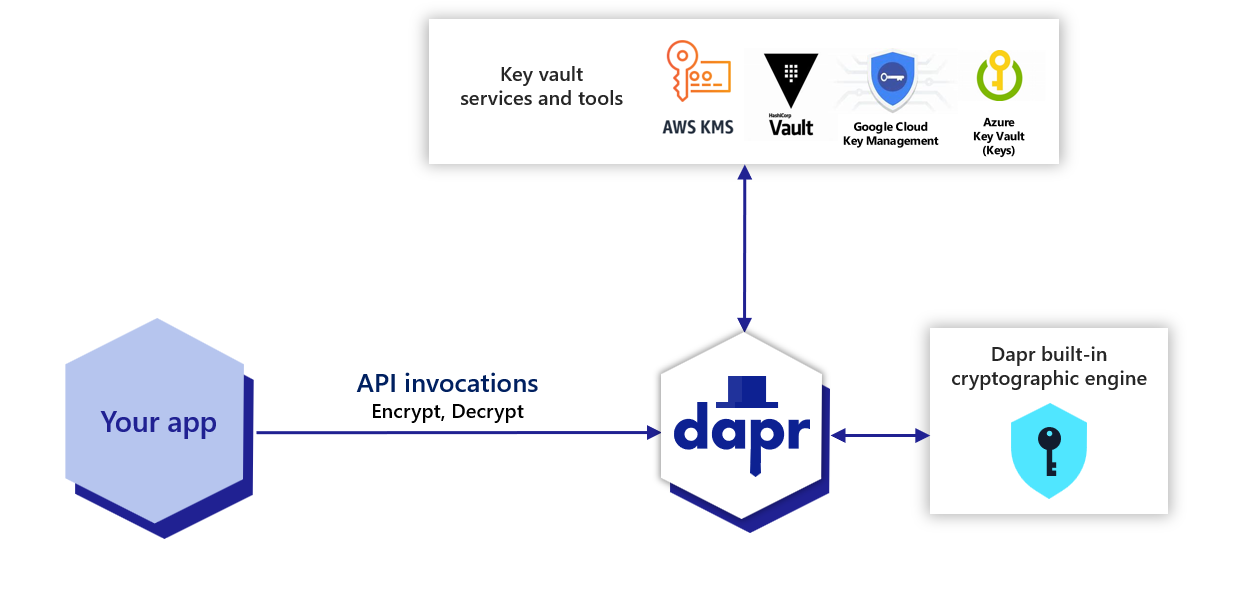 Key vault
services and tools
AWS KMS
HashiCorp
Vault
Google Cloud
Key Management
Azure
Key Vault
(Keys)
Your app
API invocations
Encrypt, Decrypt
dapr
Dapr built-in
cryptographic engine